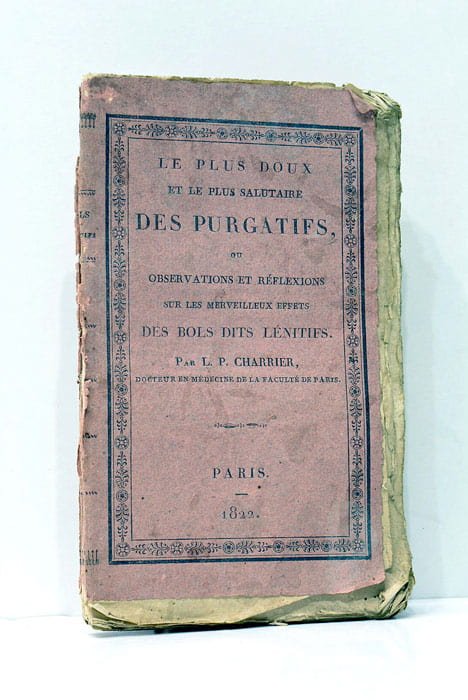 LE PLUS DOUX
ET LE PLUS SALUTAIRE
DES PURGATIFS,
OU
OBSERVATIONS ET RÉFLEXIONS
SUR LES MERVEILLEUX EFFETS
DES BOLS DITS LÉNITIFS.
PAR L. P. CHARRIER,
DOCTEUR EN MÉDECINE DE LA FACULTÉ DE PARIS.
PARIS.
1822.